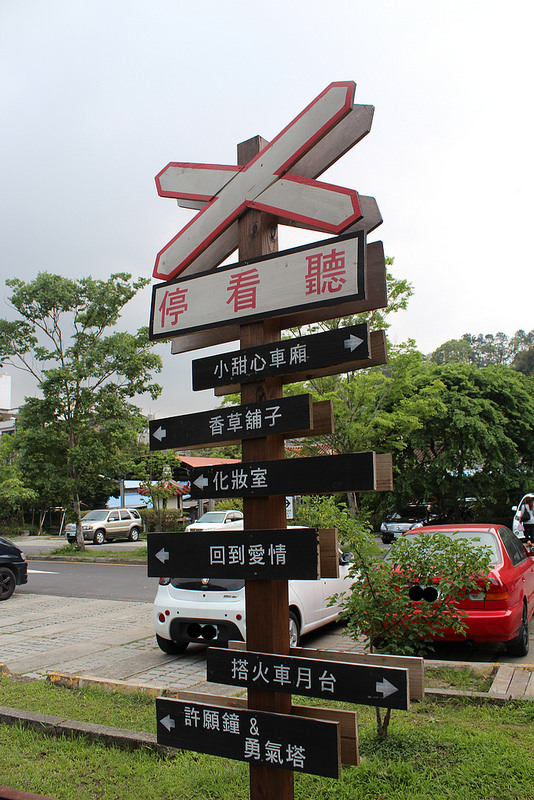 停看聽
小甜心車廂
香草舖子
化妝室
回到愛情
搭火車月台
許願鐘 &
勇氣塔